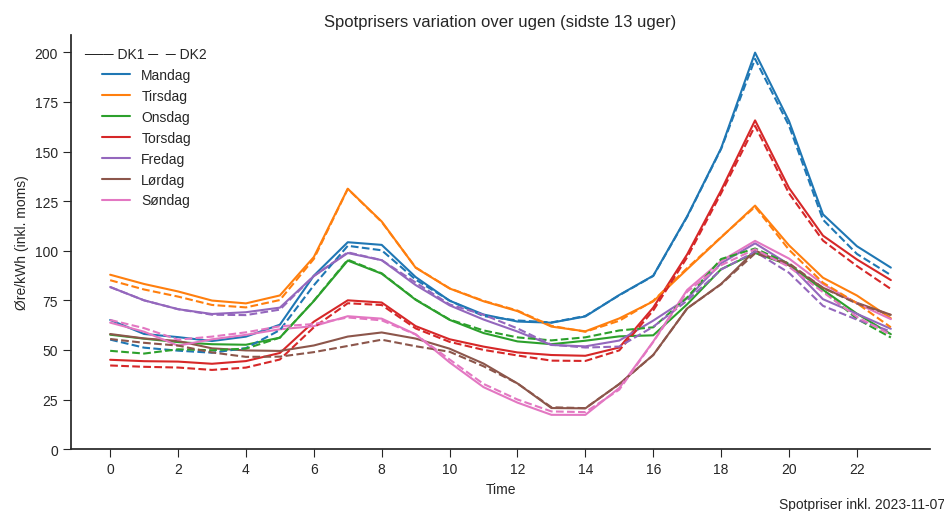 Spotprisers variation over ugen (sidste 13 uger)
DK1 DK2
Mandag
Tirsdag
Onsdag
Torsdag
Fredag
Lørdag
Søndag
Øre/kWh (inkl. moms)
200
175
150
125
100
75
50
25
0
0 2 4 6 8 10 12 14 16 18 20 22
Time
Spotpriser inkl. 2023-11-07